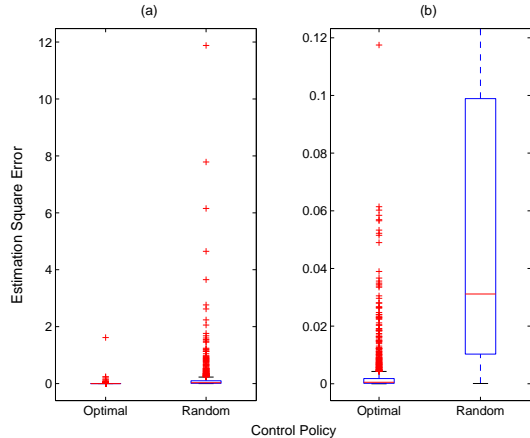 (a)
(b)
Estimation Square Error
12
10
8
6
4
2
0
Optimal
Random
0.12
0.1
0.08
0.06
0.04
0.02
0
Optimal
Random
Control Policy